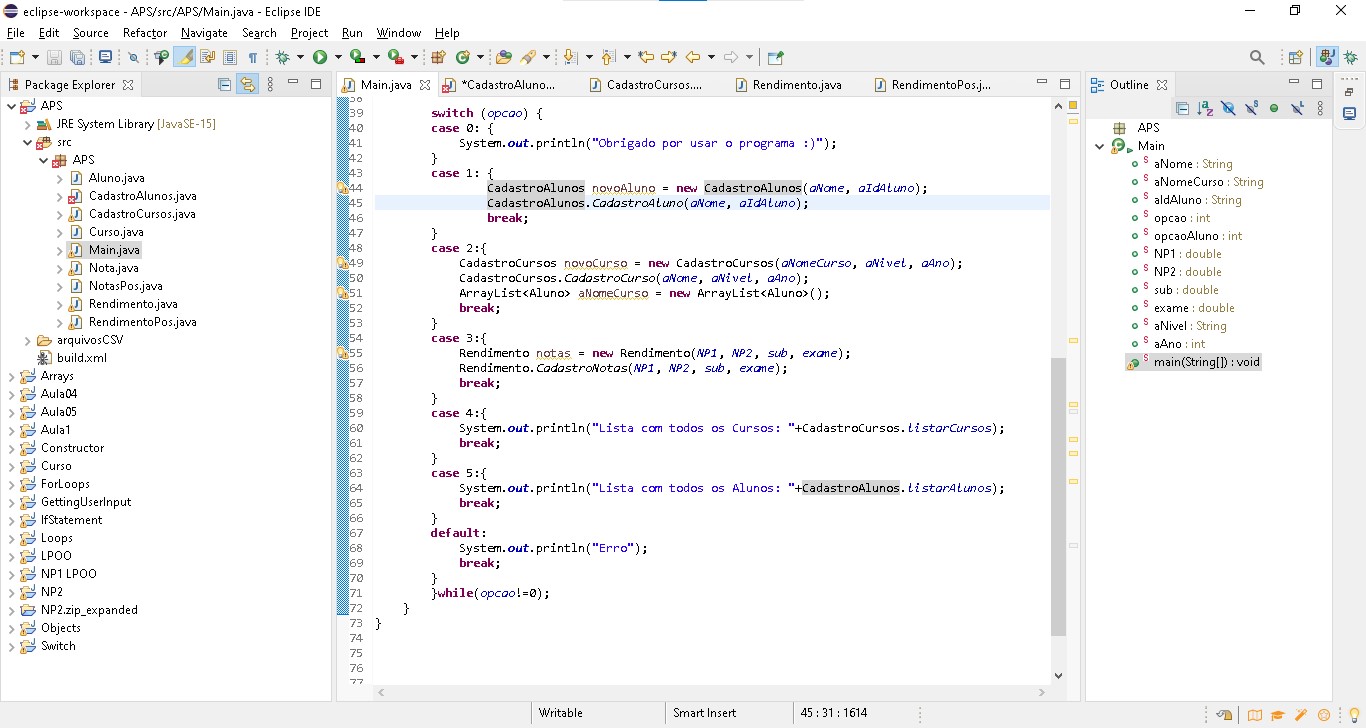 eclipse-workspace - APS/src/APS/Main.java - Eclipse IDE
File Edit Source Refactor Navigate Search Project Run Window Help
Package Explorer
APS
JRE System Library [JavaSE-15]
src
APS
Aluno.java
CadastroAlunos.java
CadastroCursos.java
Curso.java
Main.java
Nota.java
NotasPos.java
Rendimento.java
RendimentoPos.java
arquivosCSV
build.xml
Arrays
Aula04
Aula05
Aula1
Constructor
Curso
ForLoops
GettingUserInput
IfStatement
Loops
LPOO
NP1 LPOO
NP2
NP2.zip_expanded
Objects
Switch
Main.java *CadastroAluno... CadastroCursos.... Rendimento.java RendimentoPos.j...
38
39 switch (opcao) {
40 case 0: {
41 System.out.println("Obrigado por usar o programa :)");
42 }
43 case 1: {
44 CadastroAlunos novoAluno = new CadastroAlunos(aNome, aIdAluno);
45 CadastroAlunos.CadastroAluno(aNome, aIdAluno);
46 break;
47 }
48 case 2:{
49 CadastroCursos novoCurso = new CadastroCursos(aNomeCurso, aNivel, aAno);
50 CadastroCursos.CadastroCurso(aNome, aNivel, aAno);
51 ArrayList<Aluno> aNomeCurso = new ArrayList<Aluno>();
52 break;
53 }
54 case 3:{
55 Rendimento notas = new Rendimento(NP1, NP2, sub, exame);
56 Rendimento.CadastroNotas(NP1, NP2, sub, exame);
57 break;
58 }
59 case 4:{
60 System.out.println("Lista com todos os Cursos: "+CadastroCursos.listarCursos);
61 break;
62 }
63 case 5:{
64 System.out.println("Lista com todos os Alunos: "+CadastroAlunos.listarAlunos);
65 break;
66 }
67 default:
68 System.out.println("Erro");
69 break;
70 }
71 }while(opcao!=0);
72 }
73 }
74
75
76
77
Outline
APS
Main
aNome : String
aNomeCurso : String
aIdAluno : String
opcao : int
opcaoAluno : int
NP1 : double
NP2 : double
sub : double
exame : double
aNivel : String
aAno : int
main(String[]) : void
Writable Smart Insert 45 : 31 : 1614